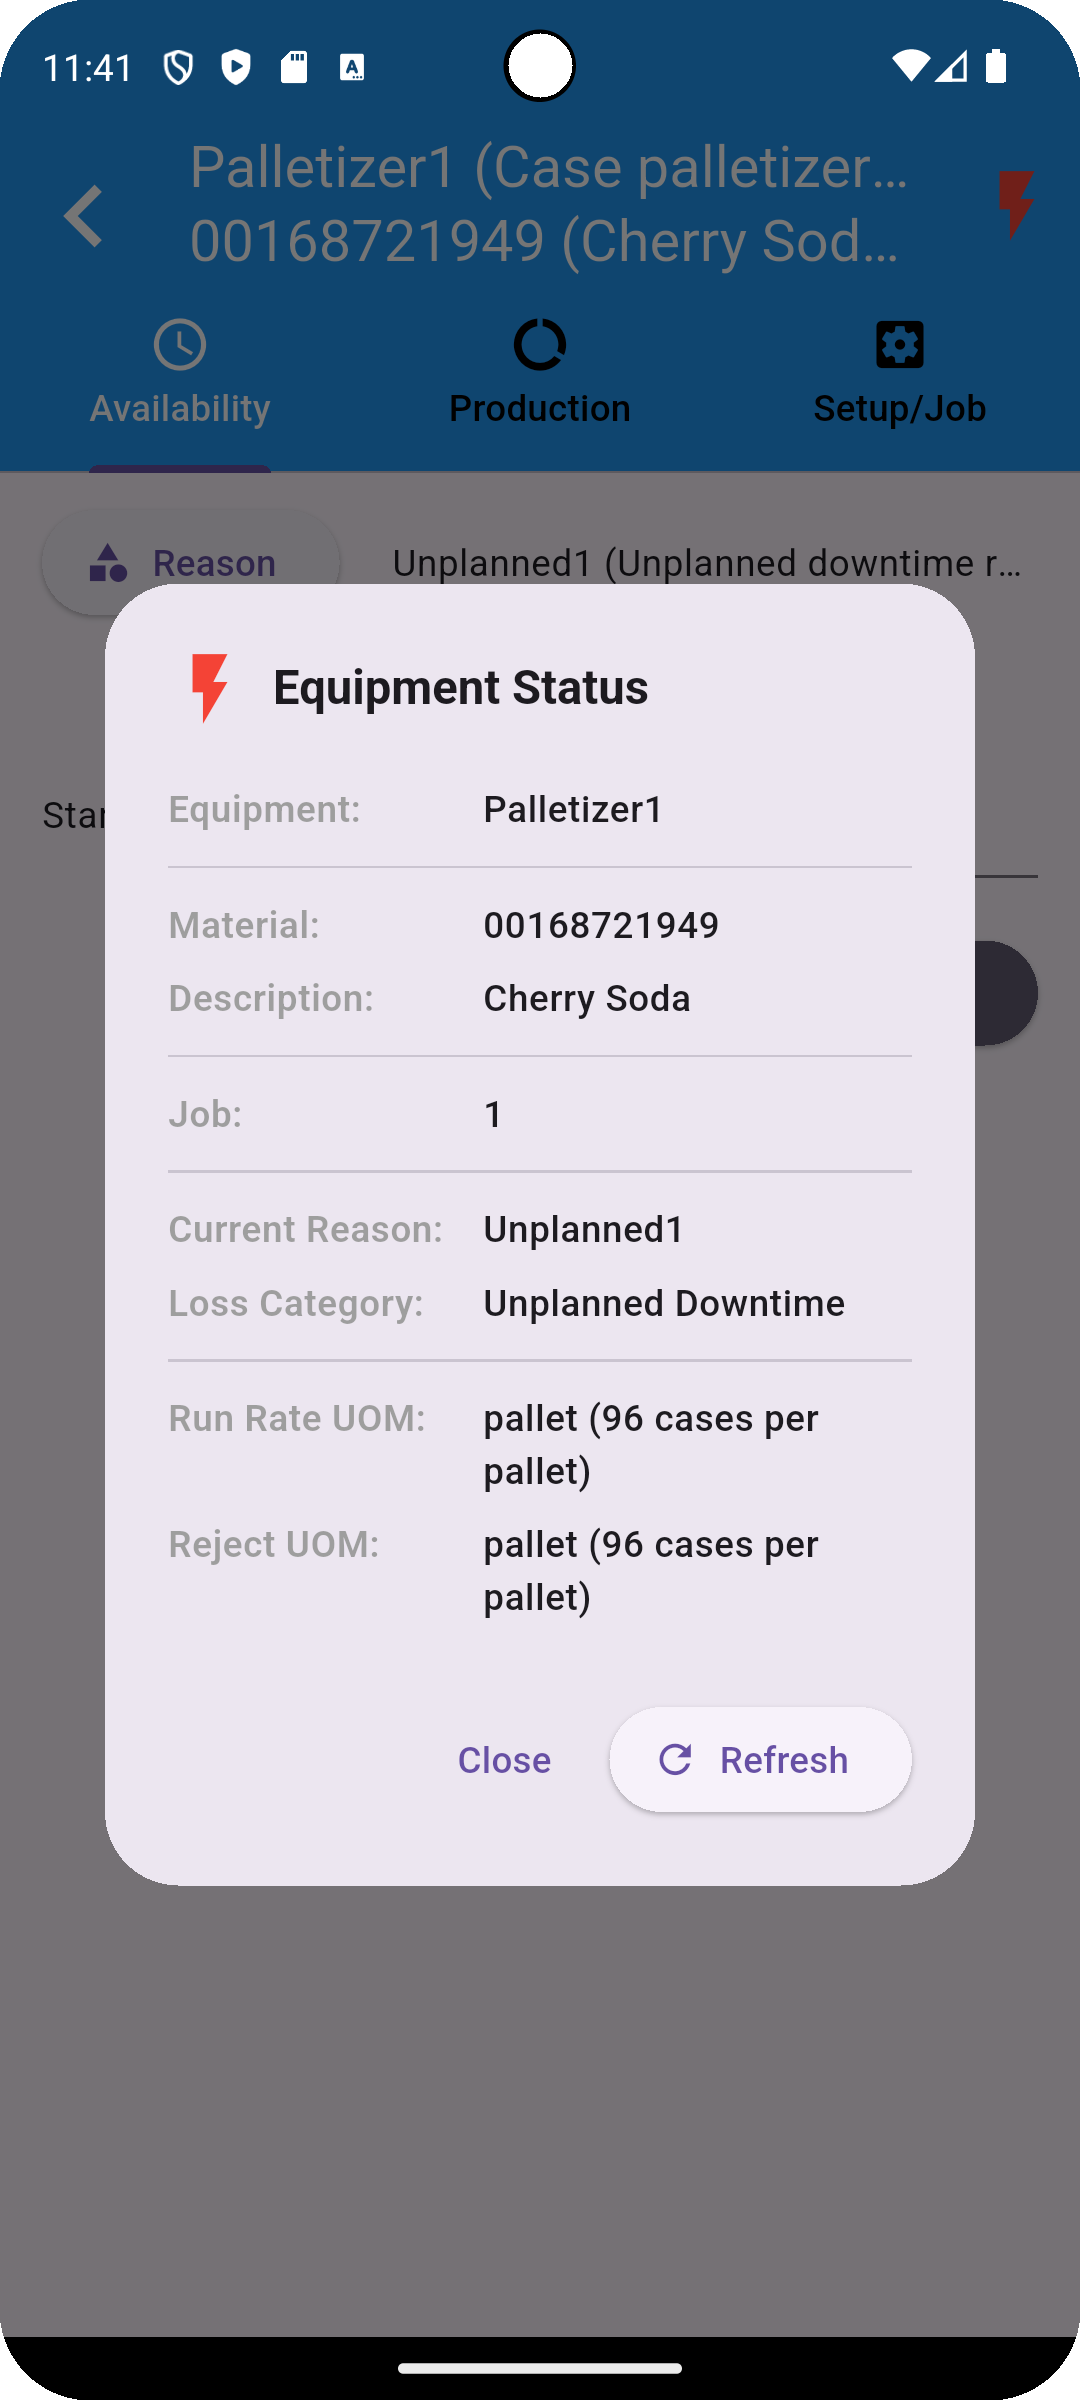 11:41
Palletizer1 (Case palletizer...
00168721949 (Cherry Sod...
Availability
Production
Setup/Job
Reason
Unplanned1 (Unplanned downtime r...
Equipment Status
Equipment: Palletizer1
Material: 00168721949
Description: Cherry Soda
Job: 1
Current Reason: Unplanned1
Loss Category: Unplanned Downtime
Run Rate UOM: pallet (96 cases per
pallet)
Reject UOM: pallet (96 cases per
pallet)
Close
Refresh